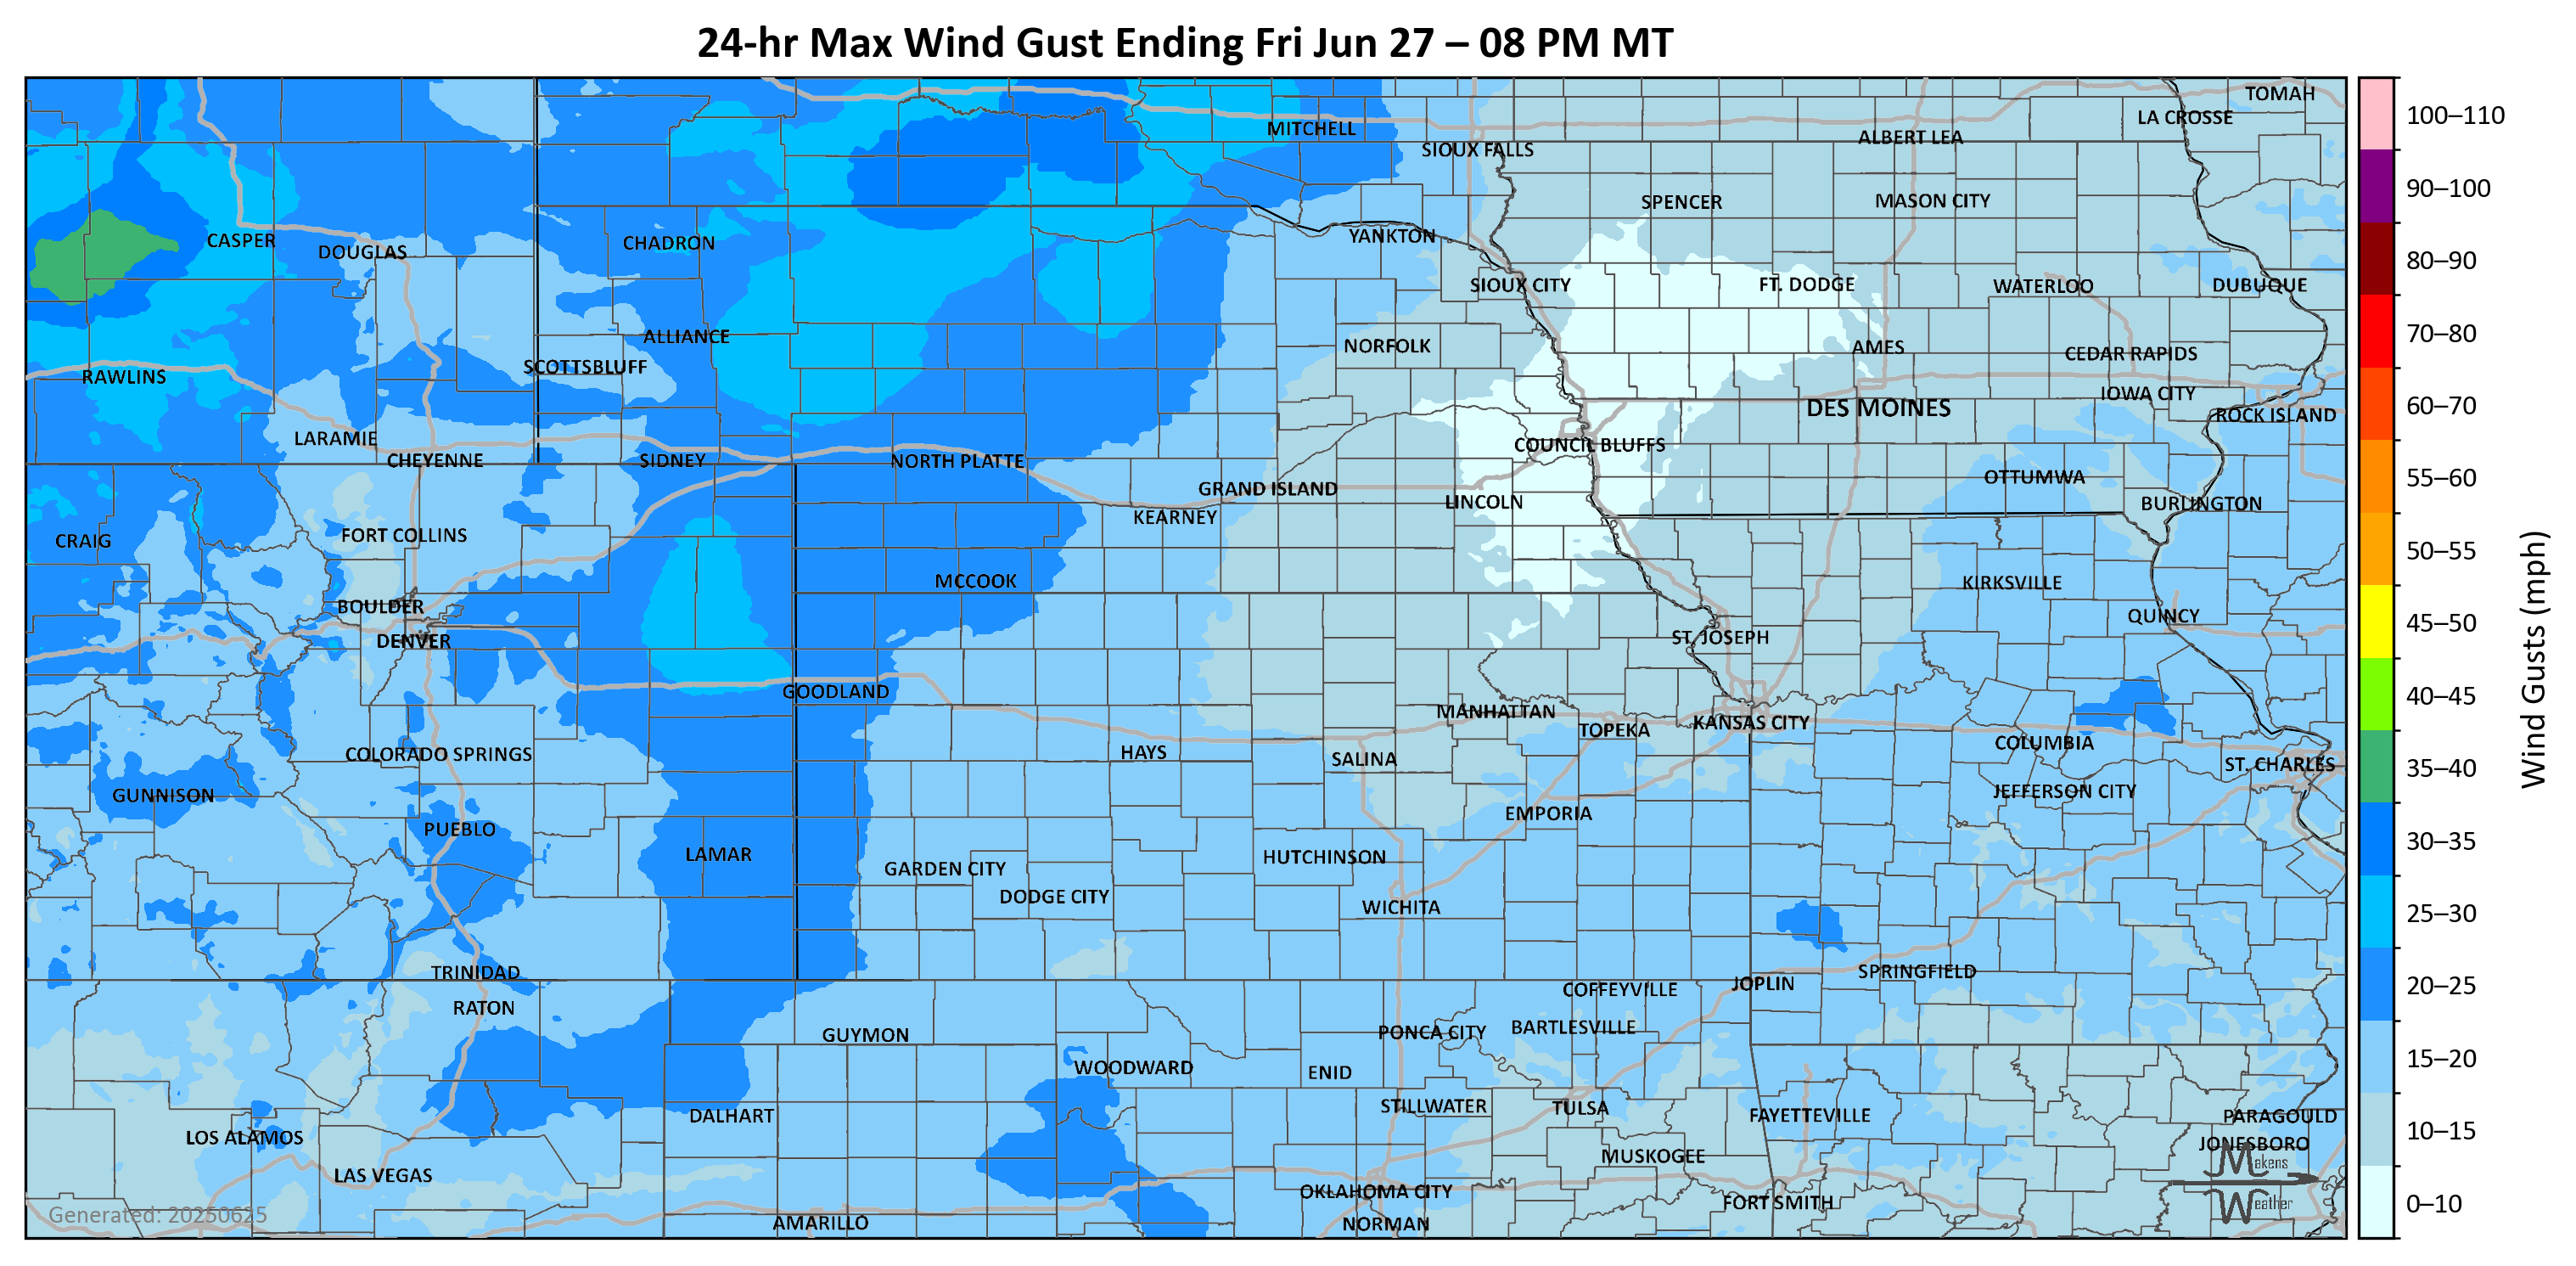 24-hr Max Wind Gust Ending Fri Jun 27 – 08 PM MT
TOMAH
LA CROSSE
MITCHELL
ALBERT LEA
SIOUX FALLS
SPENCER
MASON CITY
CASPER
DOUGLAS
CHADRON
YANKTON
SIOUX CITY
FT. DODGE
WATERLOO
DUBUQUE
ALLIANCE
NORFOLK
AMES
CEDAR RAPIDS
RAWLINS
SCOTTSBLUFF
IOWA CITY
DES MOINES
ROCK ISLAND
LARAMIE
COUNCIL BLUFFS
CHEYENNE
SIDNEY
NORTH PLATTE
OTTUMWA
GRAND ISLAND
LINCOLN
BURLINGTON
KEARNEY
CRAIG
FORT COLLINS
MCCOOK
KIRKSVILLE
BOULDER
QUINCY
DENVER
ST. JOSEPH
GOODLAND
MANHATTAN
TOPEKA
KANSAS CITY
COLUMBIA
COLORADO SPRINGS
HAYS
SALINA
ST. CHARLES
GUNNISON
JEFFERSON CITY
EMPORIA
PUEBLO
LAMAR
HUTCHINSON
GARDEN CITY
DODGE CITY
WICHITA
TRINIDAD
SPRINGFIELD
JOPLIN
COFFEYVILLE
RATON
GUYMON
PONCA CITY
BARTLESVILLE
WOODWARD
ENID
DALHART
STILLWATER
TULSA
FAYETTEVILLE
PARAGOULD
LOS ALAMOS
JONESBORO
MUSKOGEE
LAS VEGAS
OKLAHOMA CITY
FORT SMITH
AMARILLO
NORMAN
Generated: 20250625
Makens
Weather
100–110
90–100
80–90
70–80
60–70
55–60
50–55
45–50
40–45
35–40
30–35
25–30
20–25
15–20
10–15
0–10
Wind Gusts (mph)